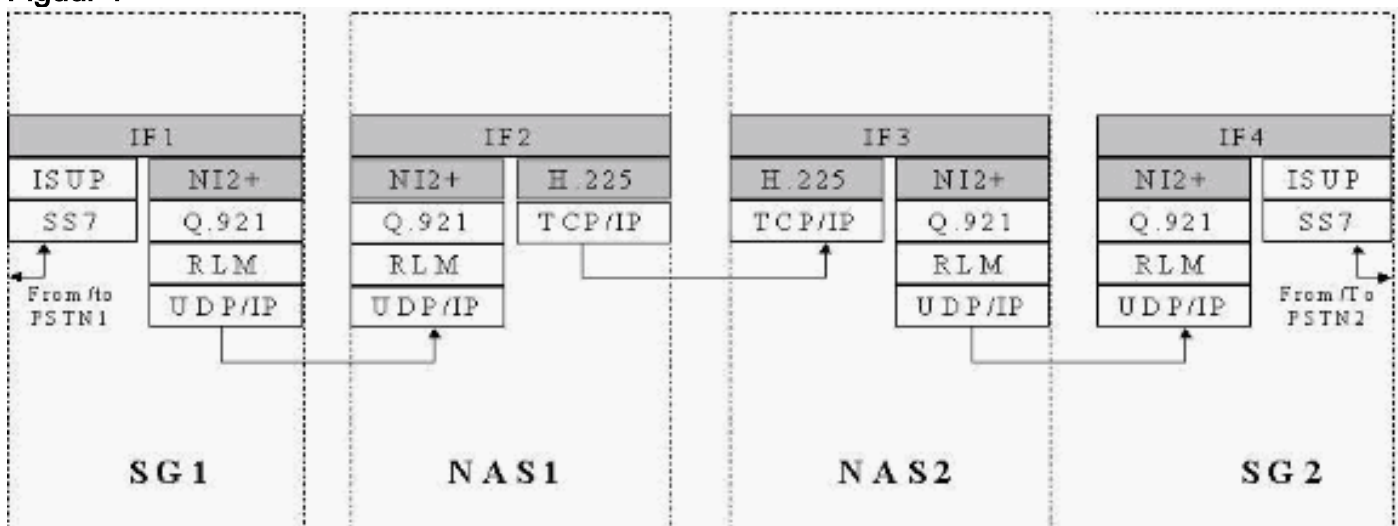 IF1
IF2
IF3
IF4
ISUP NI2+ NI2+ H.225 H.225 NI2+ NI2+ ISUP
SS7 Q.921 Q.921 TCP/IP TCP/IP Q.921 Q.921 SS7
RLM RLM RLM RLM
From/to
PSTN1
UDP/IP UDP/IP UDP/IP UDP/IP
From/To
PSTN2
SG1 NAS1 NAS2 SG2